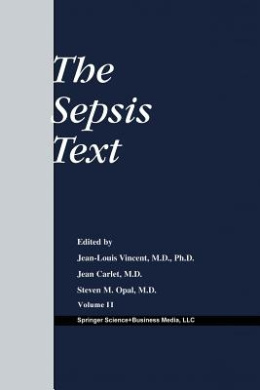 The
Sepsis
Text
Edited by
Jean-Louis Vincent, M.D., Ph.D.
Jean Carlet, M.D.
Steven M. Opal, M.D.
Volume II
Springer Science+Business Media, LLC